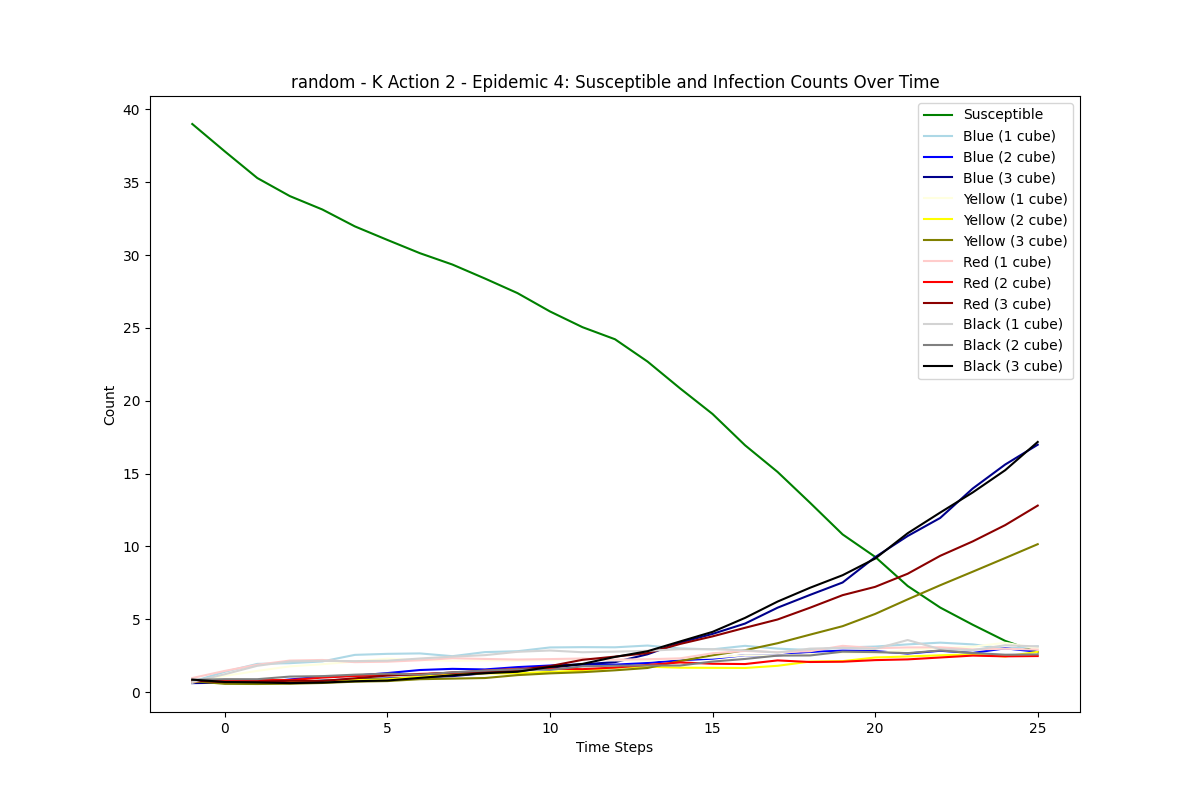 random - K Action 2 - Epidemic 4: Susceptible and Infection Counts Over Time
40
35
30
25
20
15
10
5
0
Count
Susceptible
Blue (1 cube)
Blue (2 cube)
Blue (3 cube)
Yellow (1 cube)
Yellow (2 cube)
Yellow (3 cube)
Red (1 cube)
Red (2 cube)
Red (3 cube)
Black (1 cube)
Black (2 cube)
Black (3 cube)
0 5 10 15 20 25
Time Steps